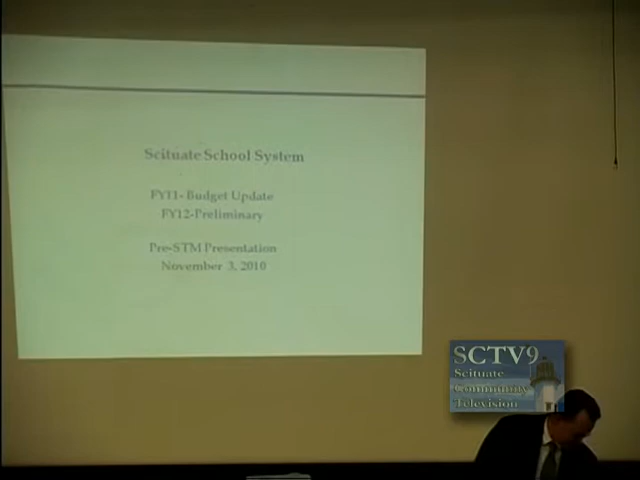 Scituate School System
FY11- Budget Update
FY12-Preliminary
Pre-STM Presentation
November 3, 2010
SCTV9
Scituate
Community
Television